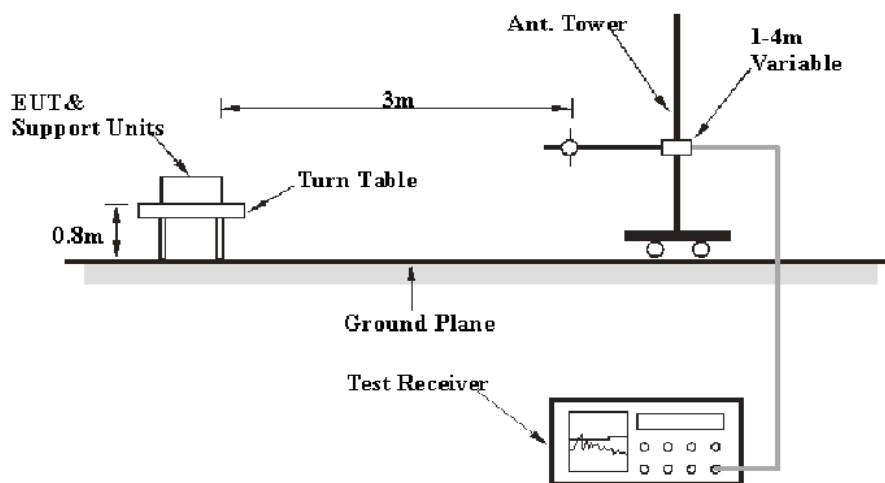 Ant. Tower
1-4m
Variable
3m
EUT &
Support Units
Turn Table
0.8m
Ground Plane
Test Receiver